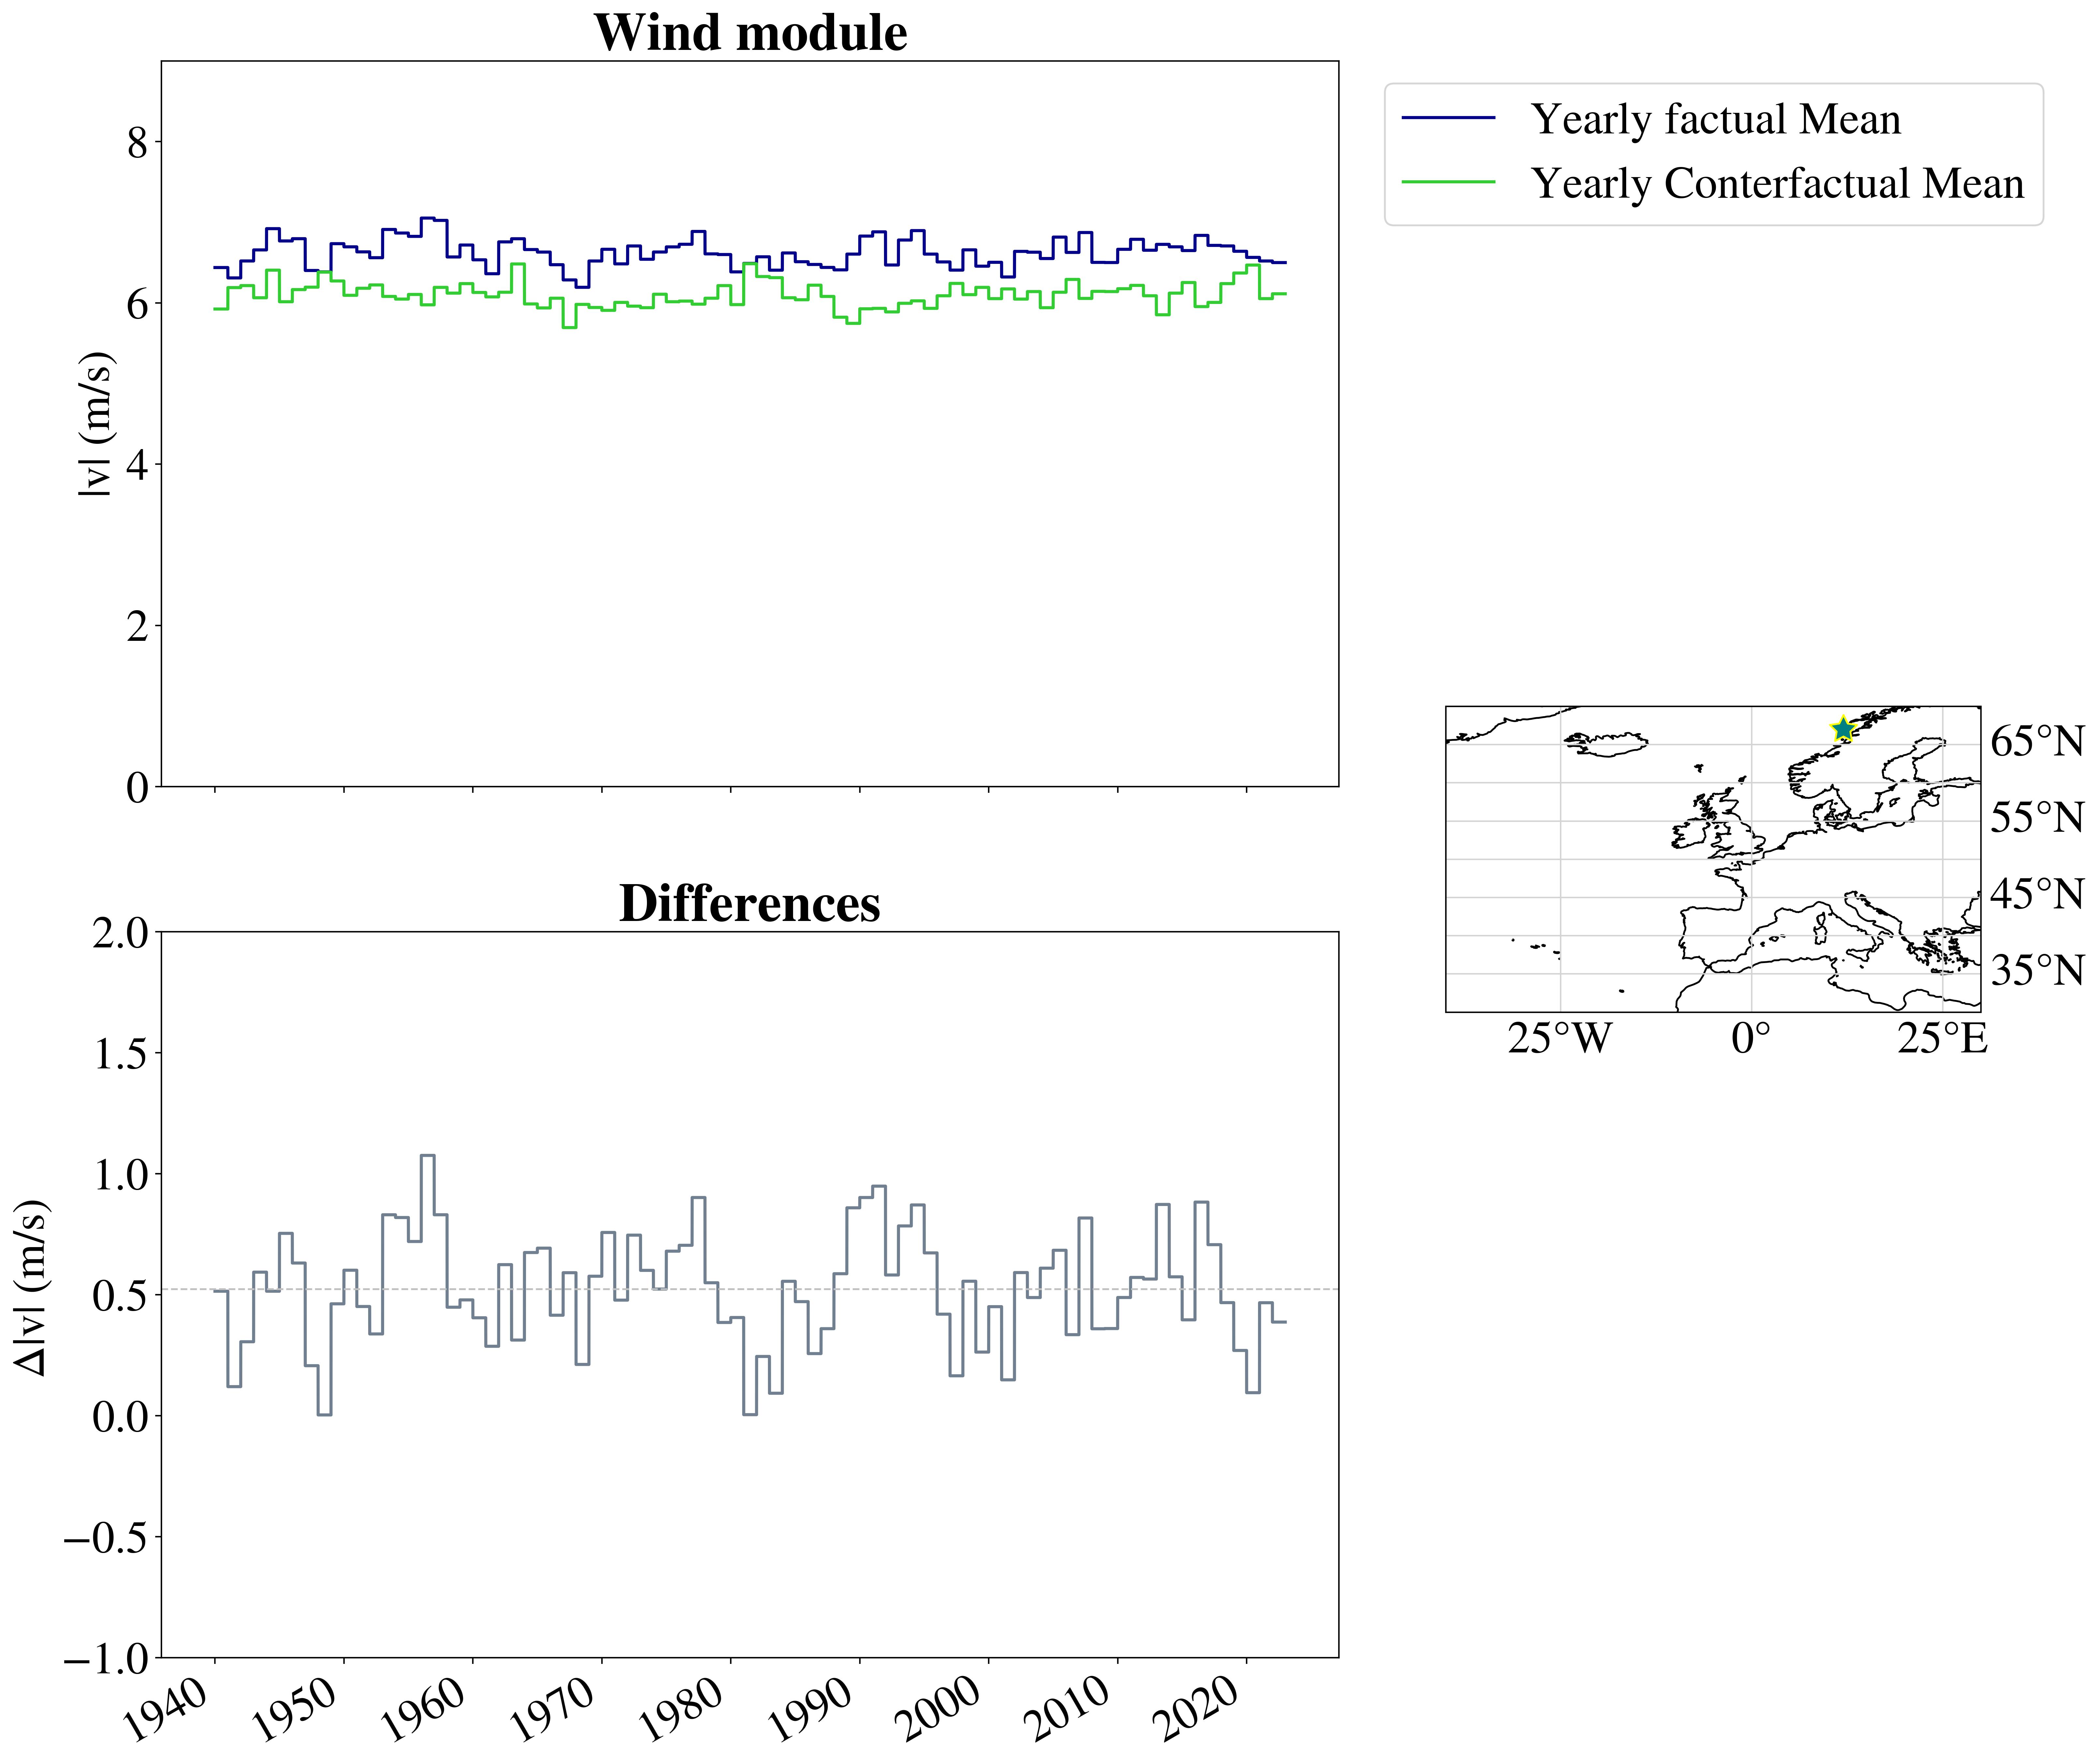 Wind module
8
6
4
2
0
|v| (m/s)
Yearly factual Mean
Yearly Conterfactual Mean
65°N
55°N
45°N
35°N
25°W 0° 25°E
Differences
2.0
1.5
1.0
0.5
0.0
−0.5
−1.0
Δ|v| (m/s)
1940 1950 1960 1970 1980 1990 2000 2010 2020